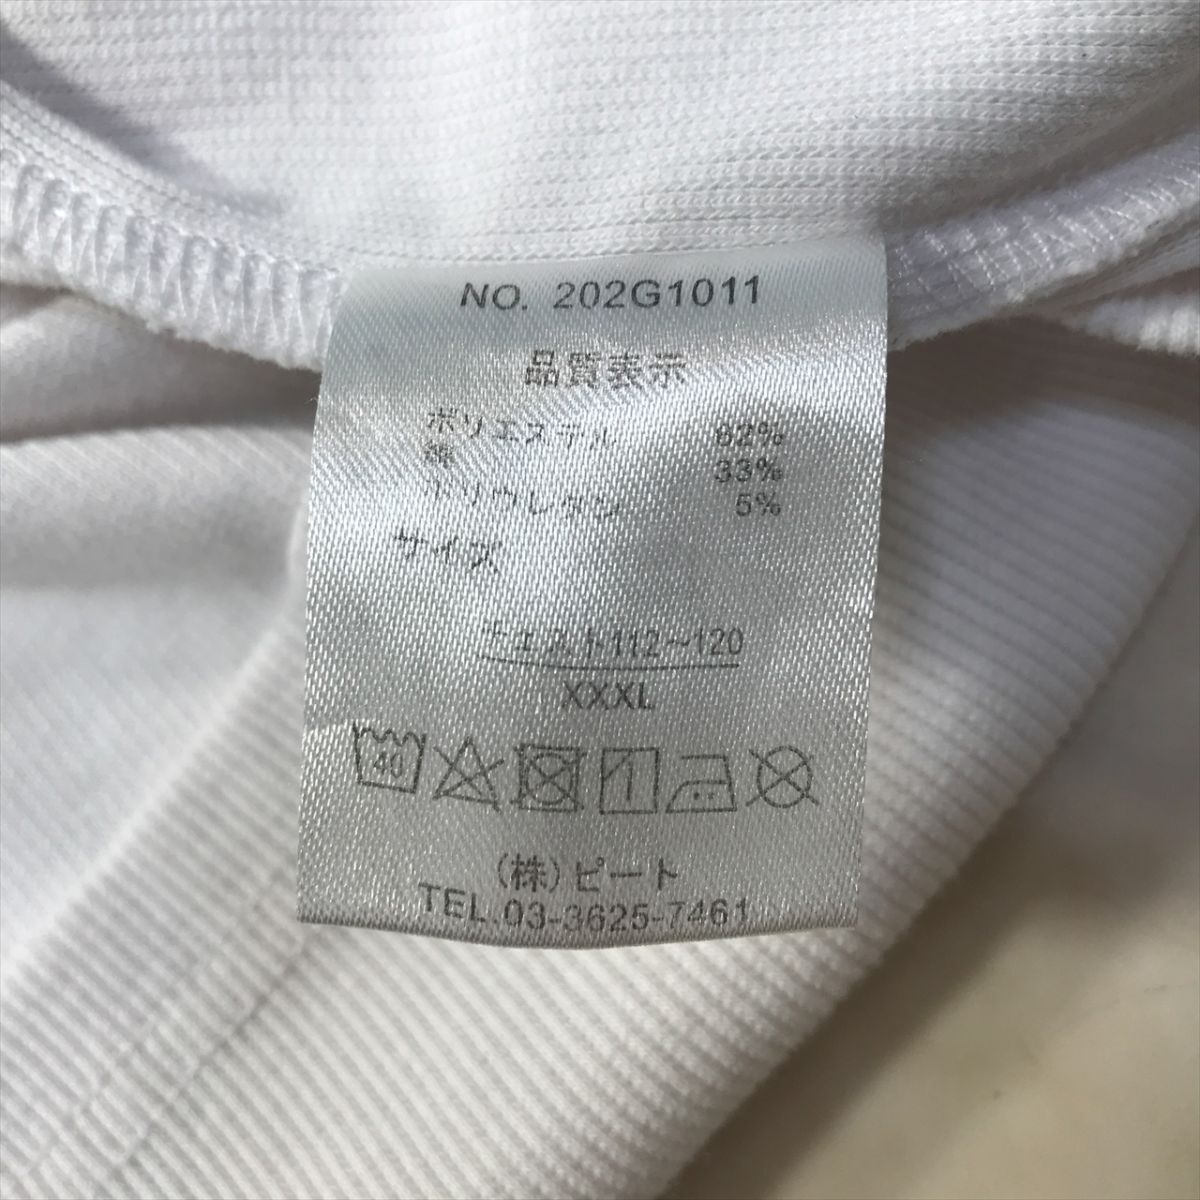 NO. 202G1011
品質表示
ポリエステル 62%
綿 33%
ポリウレタン 5%
サイズ
チェスト112～120
XXXL
40
(株)ピート
TEL.03-3625-7461